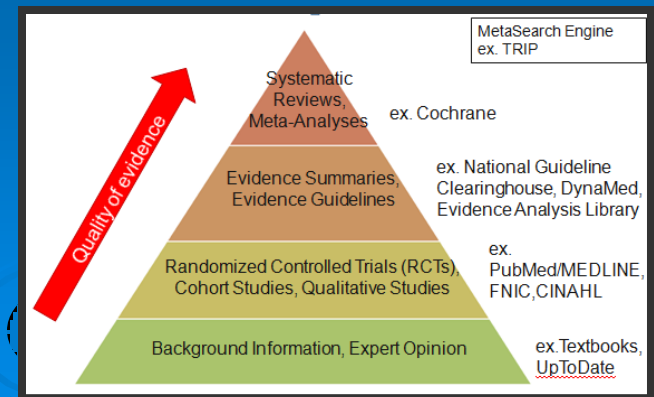 MetaSearch Engine
ex. TRIP
Quality of evidence
Systematic
Reviews,
Meta-Analyses
ex. Cochrane
Evidence Summaries,
Evidence Guidelines
ex. National Guideline
Clearinghouse, DynaMed,
Evidence Analysis Library
Randomized Controlled Trials (RCTs),
Cohort Studies, Qualitative Studies
ex.
PubMed/MEDLINE,
FNIC,CINAHL
Background Information, Expert Opinion
ex.Textbooks,
UpToDate